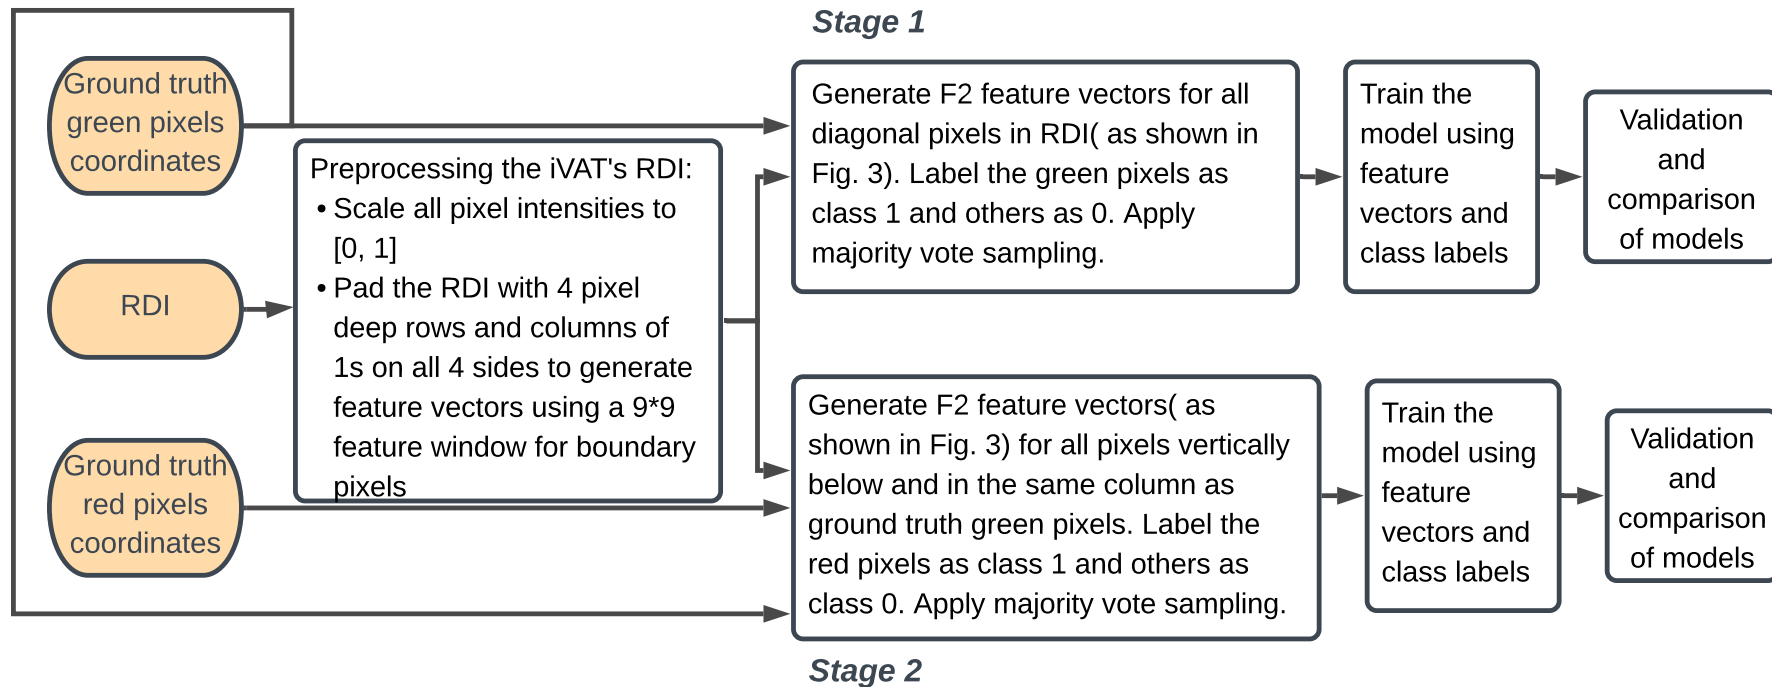 Stage 1
Ground truth
green pixels
coordinates
RDI
Ground truth
red pixels
coordinates
Preprocessing the iVAT's RDI:
• Scale all pixel intensities to
[0, 1]
• Pad the RDI with 4 pixel
deep rows and columns of
1s on all 4 sides to generate
feature vectors using a 9*9
feature window for boundary
pixels
Generate F2 feature vectors for all
diagonal pixels in RDI( as shown in
Fig. 3). Label the green pixels as
class 1 and others as 0. Apply
majority vote sampling.
Train the
model using
feature
vectors and
class labels
Validation
and
comparison
of models
Generate F2 feature vectors( as
shown in Fig. 3) for all pixels vertically
below and in the same column as
ground truth green pixels. Label the
red pixels as class 1 and others as
class 0. Apply majority vote sampling.
Train the
model using
feature
vectors and
class labels
Validation
and
comparison
of models
Stage 2